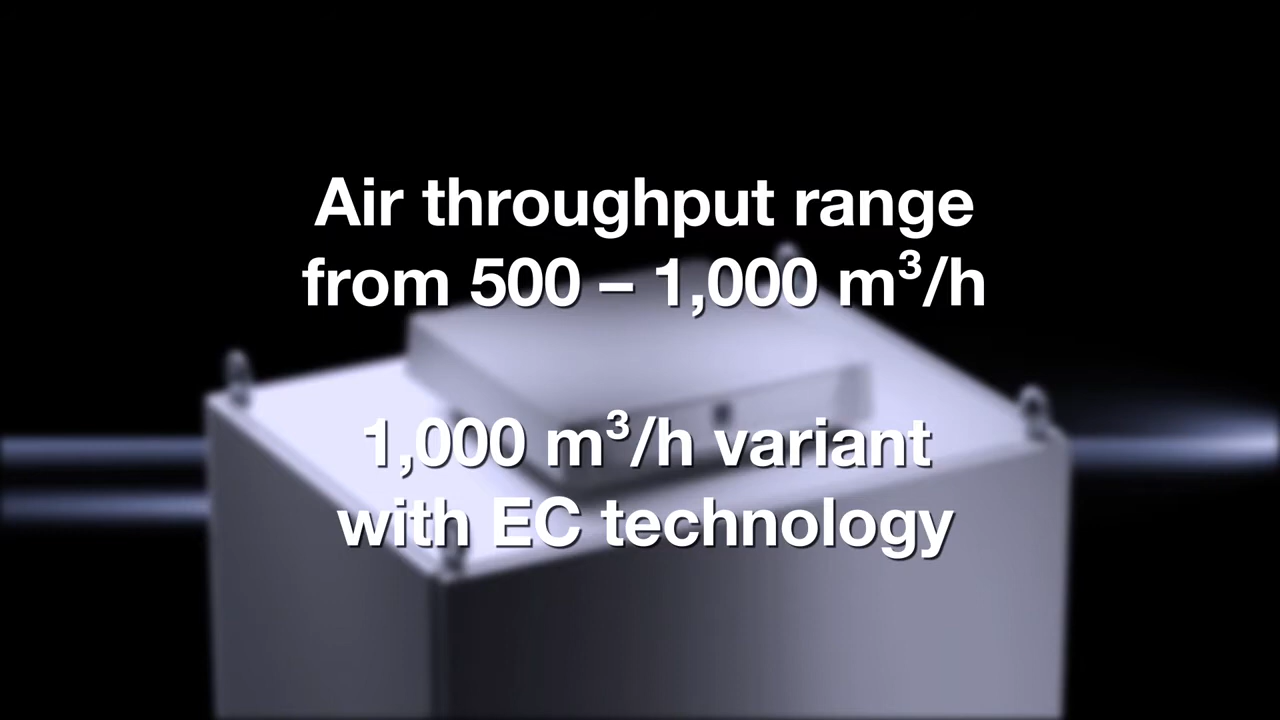 Air throughput range
from 500 – 1,000 m³/h
1,000 m³/h variant
with EC technology